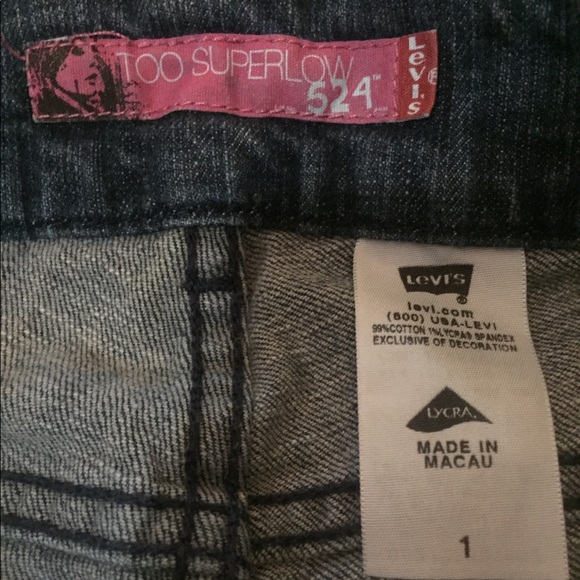 TOO SUPERLOW
524™
Levi's®
Levi's®
levi.com
(800) USA-LEVI
99%COTTON 1%LYCRA® SPANDEX
EXCLUSIVE OF DECORATION
LYCRA®
MADE IN
MACAU
1